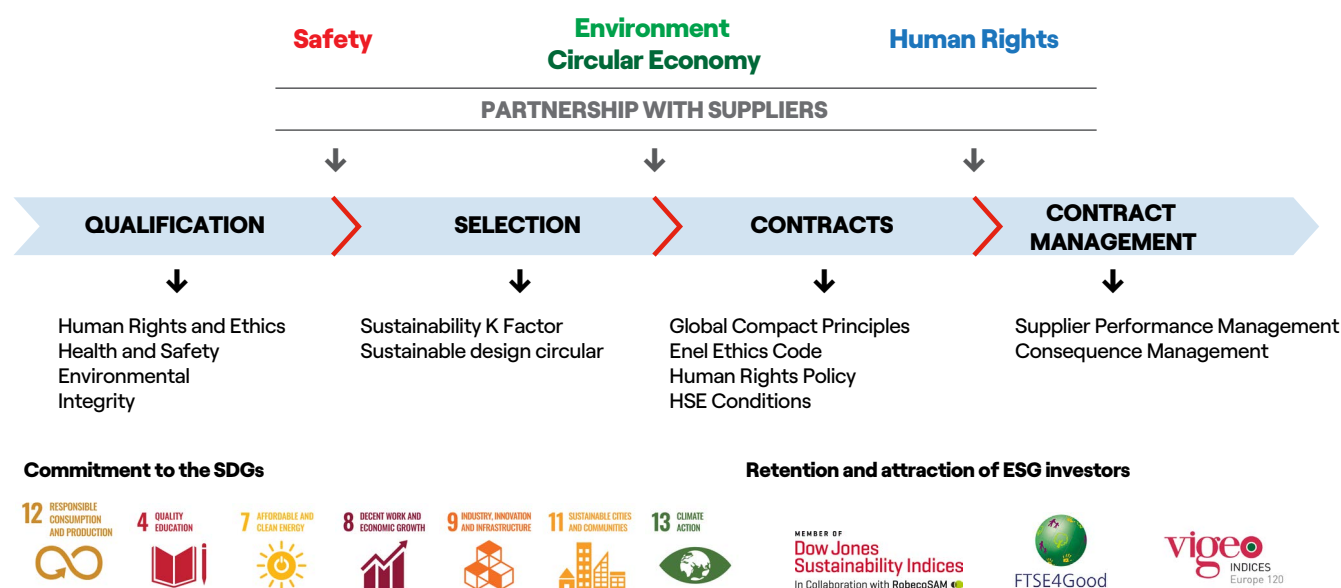 Safety
Environment
Circular Economy
Human Rights
PARTNERSHIP WITH SUPPLIERS
QUALIFICATION
SELECTION
CONTRACTS
CONTRACT
MANAGEMENT
Human Rights and Ethics
Health and Safety
Environmental
Integrity
Sustainability K Factor
Sustainable design circular
Global Compact Principles
Enel Ethics Code
Human Rights Policy
HSE Conditions
Supplier Performance Management
Consequence Management
Commitment to the SDGs
12 RESPONSIBLE
CONSUMPTION
AND PRODUCTION
4 QUALITY
EDUCATION
7 AFFORDABLE AND
CLEAN ENERGY
8 DECENT WORK AND
ECONOMIC GROWTH
9 INDUSTRY, INNOVATION
AND INFRASTRUCTURE
11 SUSTAINABLE CITIES
AND COMMUNITIES
13 CLIMATE
ACTION
Retention and attraction of ESG investors
MEMBER OF
Dow Jones
Sustainability Indices
In Collaboration with RobecoSAM
FTSE4Good
vigeo
INDICES
Europe 120